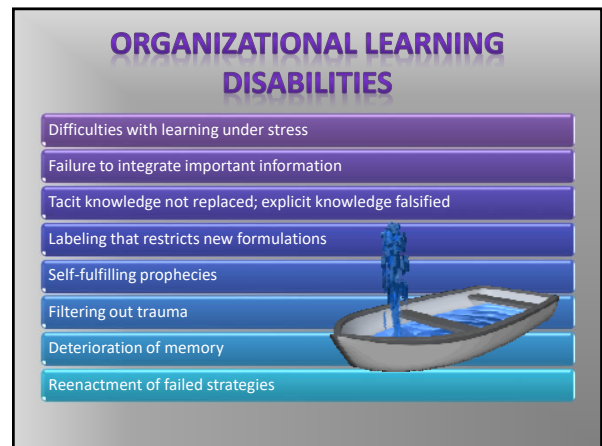 ORGANIZATIONAL LEARNING
DISABILITIES
Difficulties with learning under stress
Failure to integrate important information
Tacit knowledge not replaced; explicit knowledge falsified
Labeling that restricts new formulations
Self-fulfilling prophecies
Filtering out trauma
Deterioration of memory
Reenactment of failed strategies